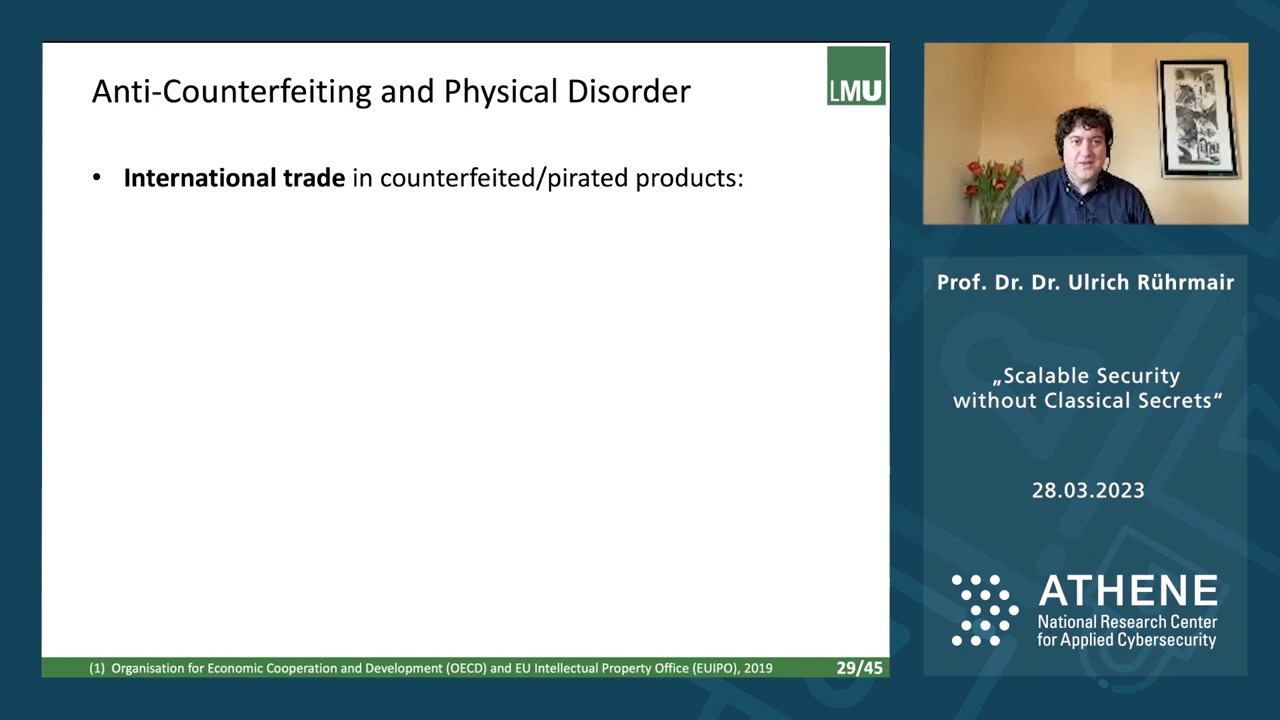 Anti-Counterfeiting and Physical Disorder
LMU
• International trade in counterfeited/pirated products:
(1) Organisation for Economic Cooperation and Development (OECD) and EU Intellectual Property Office (EUIPO), 2019
29/45
Prof. Dr. Dr. Ulrich Rührmair
„Scalable Security
without Classical Secrets“
28.03.2023
ATHENE
National Research Center
for Applied Cybersecurity